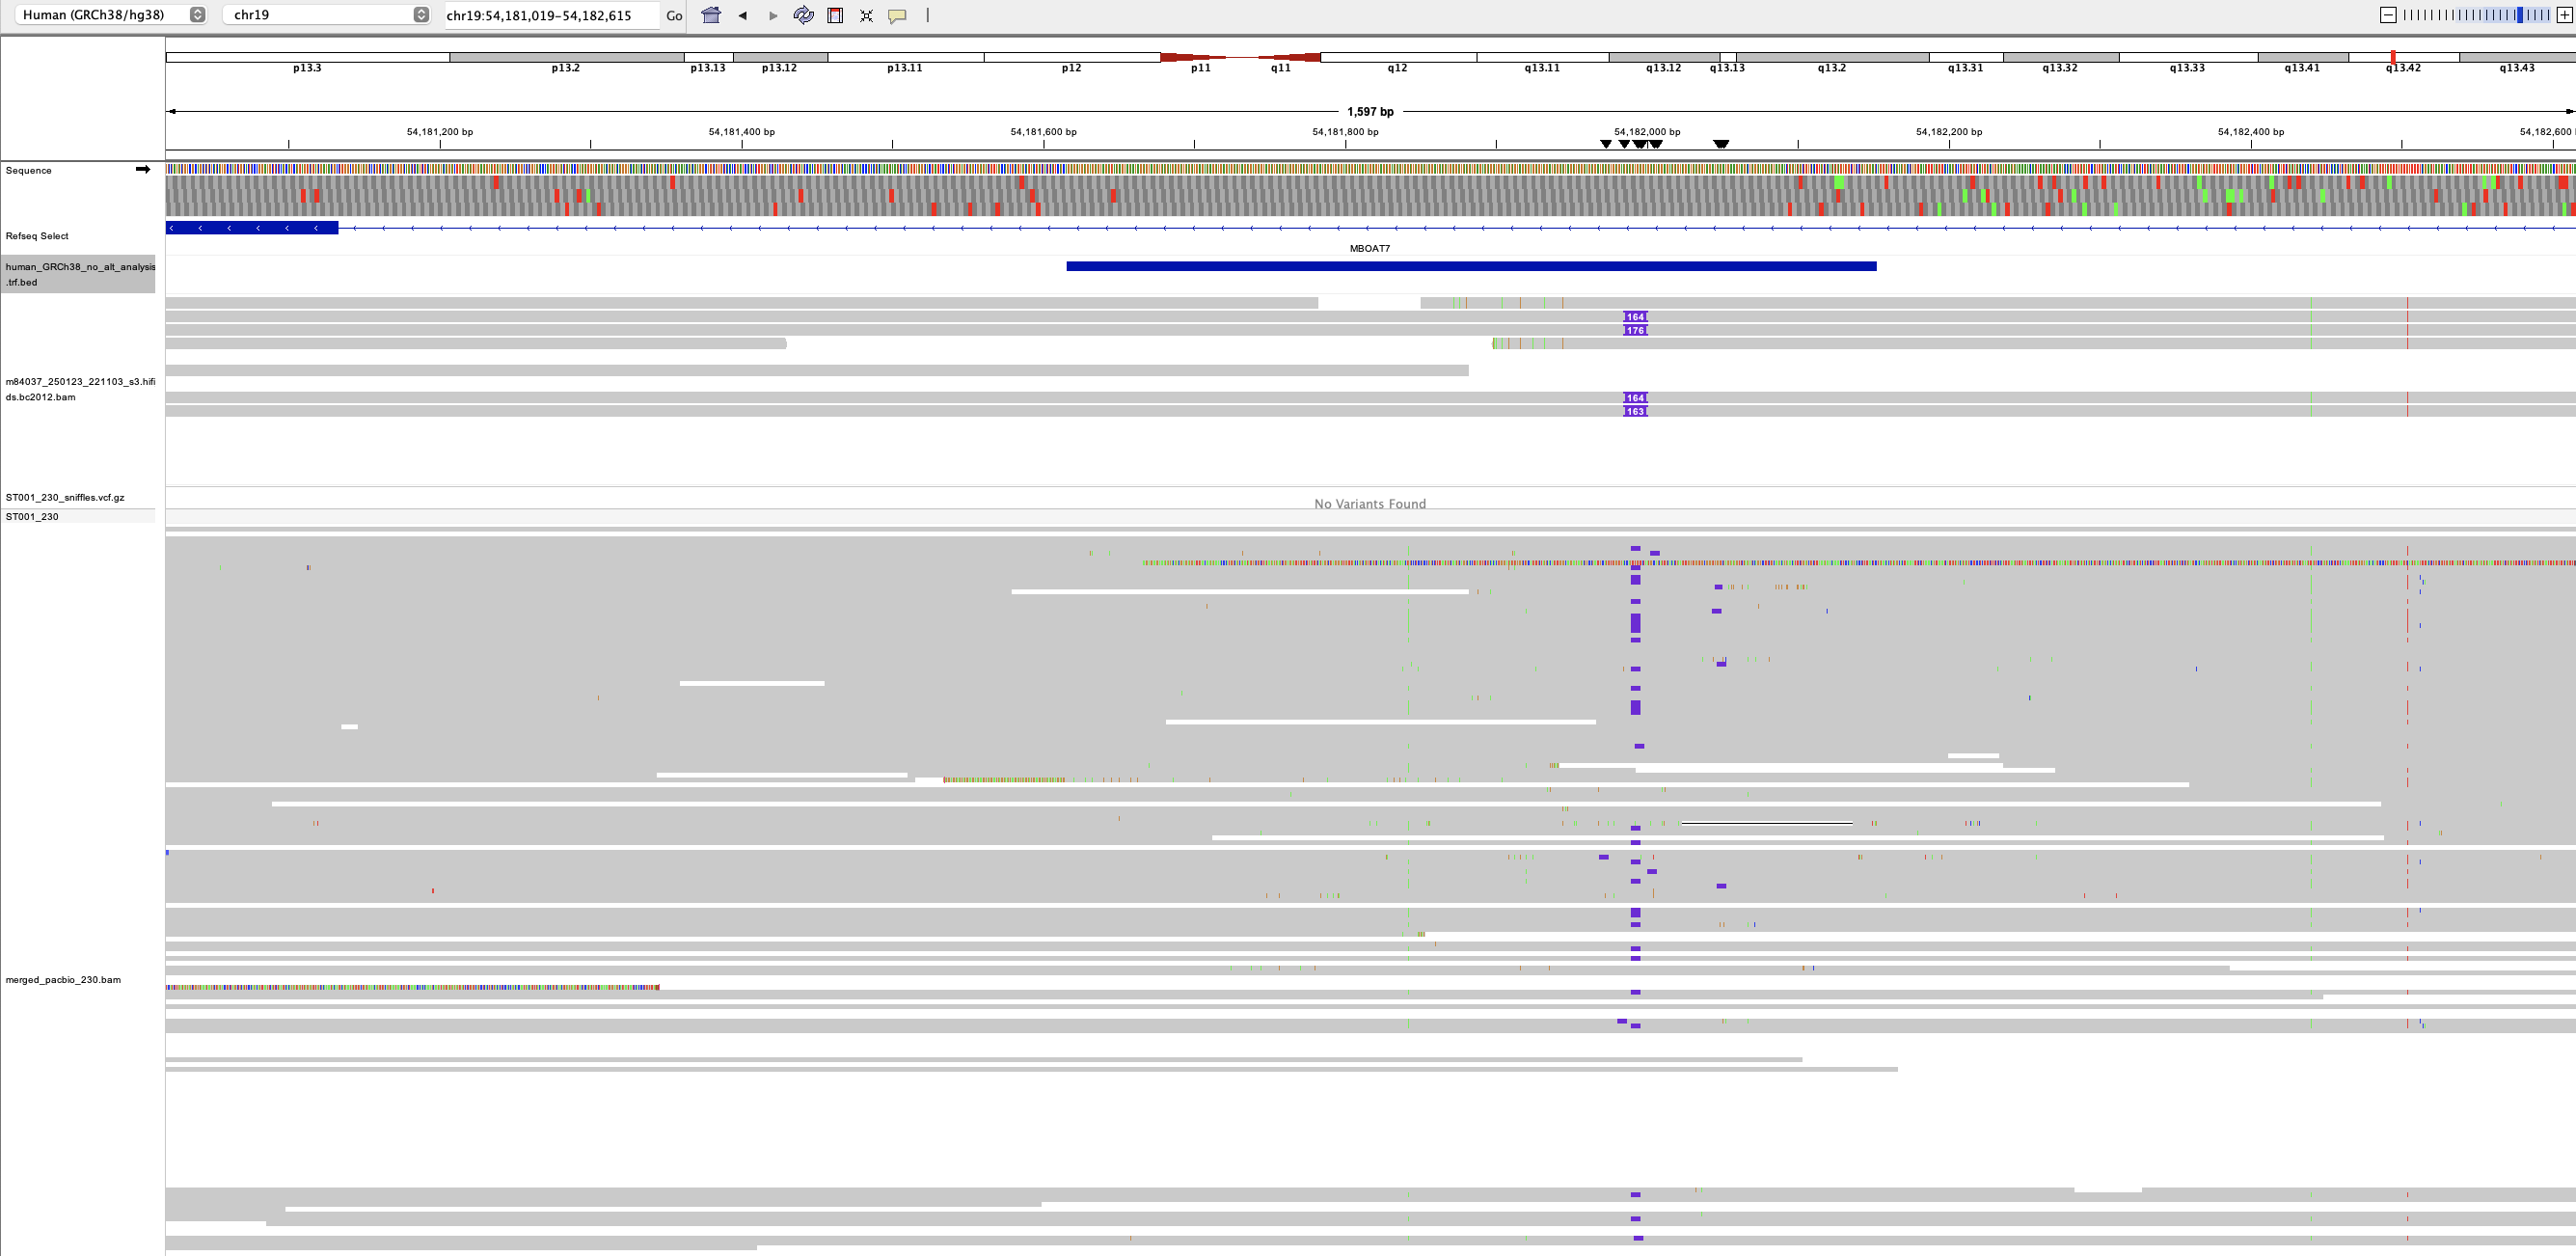 Human (GRCh38/hg38) chr19 chr19:54,181,019-54,182,615 Go
p13.3 p13.2 p13.13 p13.12 p13.11 p12 p11 q11 q12 q13.11 q13.12 q13.13 q13.2 q13.31 q13.32 q13.33 q13.41 q13.42 q13.43
1,597 bp
54,181,200 bp 54,181,400 bp 54,181,600 bp 54,181,800 bp 54,182,000 bp 54,182,200 bp 54,182,400 bp 54,182,600
Sequence
Refseq Select
MBOAT7
human_GRCh38_no_alt_analysis
.trf.bed
164
176
m84037_250123_221103_s3.hifi
ds.bc2012.bam
164
163
ST001_230_sniffles.vcf.gz
No Variants Found
ST001_230
merged_pacbio_230.bam